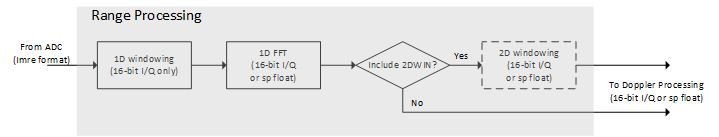 Range Processing
From ADC
(Imre format)
1D windowing
(16-bit I/Q only)
1D FFT
(16-bit I/Q
or sp float)
Include 2DWIN?
Yes
No
2D windowing
(16-bit I/Q
or sp float)
To Doppler Processing
(16-bit I/Q or sp float)